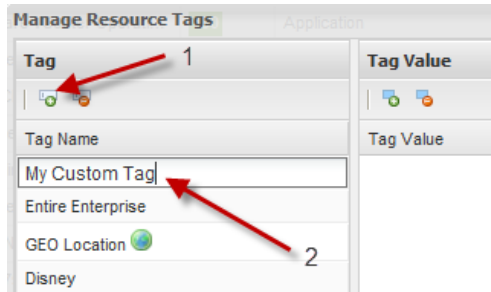 Manage Resource Tags
Application
Tag
1
Tag Value
Tag Name
Tag Value
My Custom Tag
Entire Enterprise
GEO Location
2
Disney